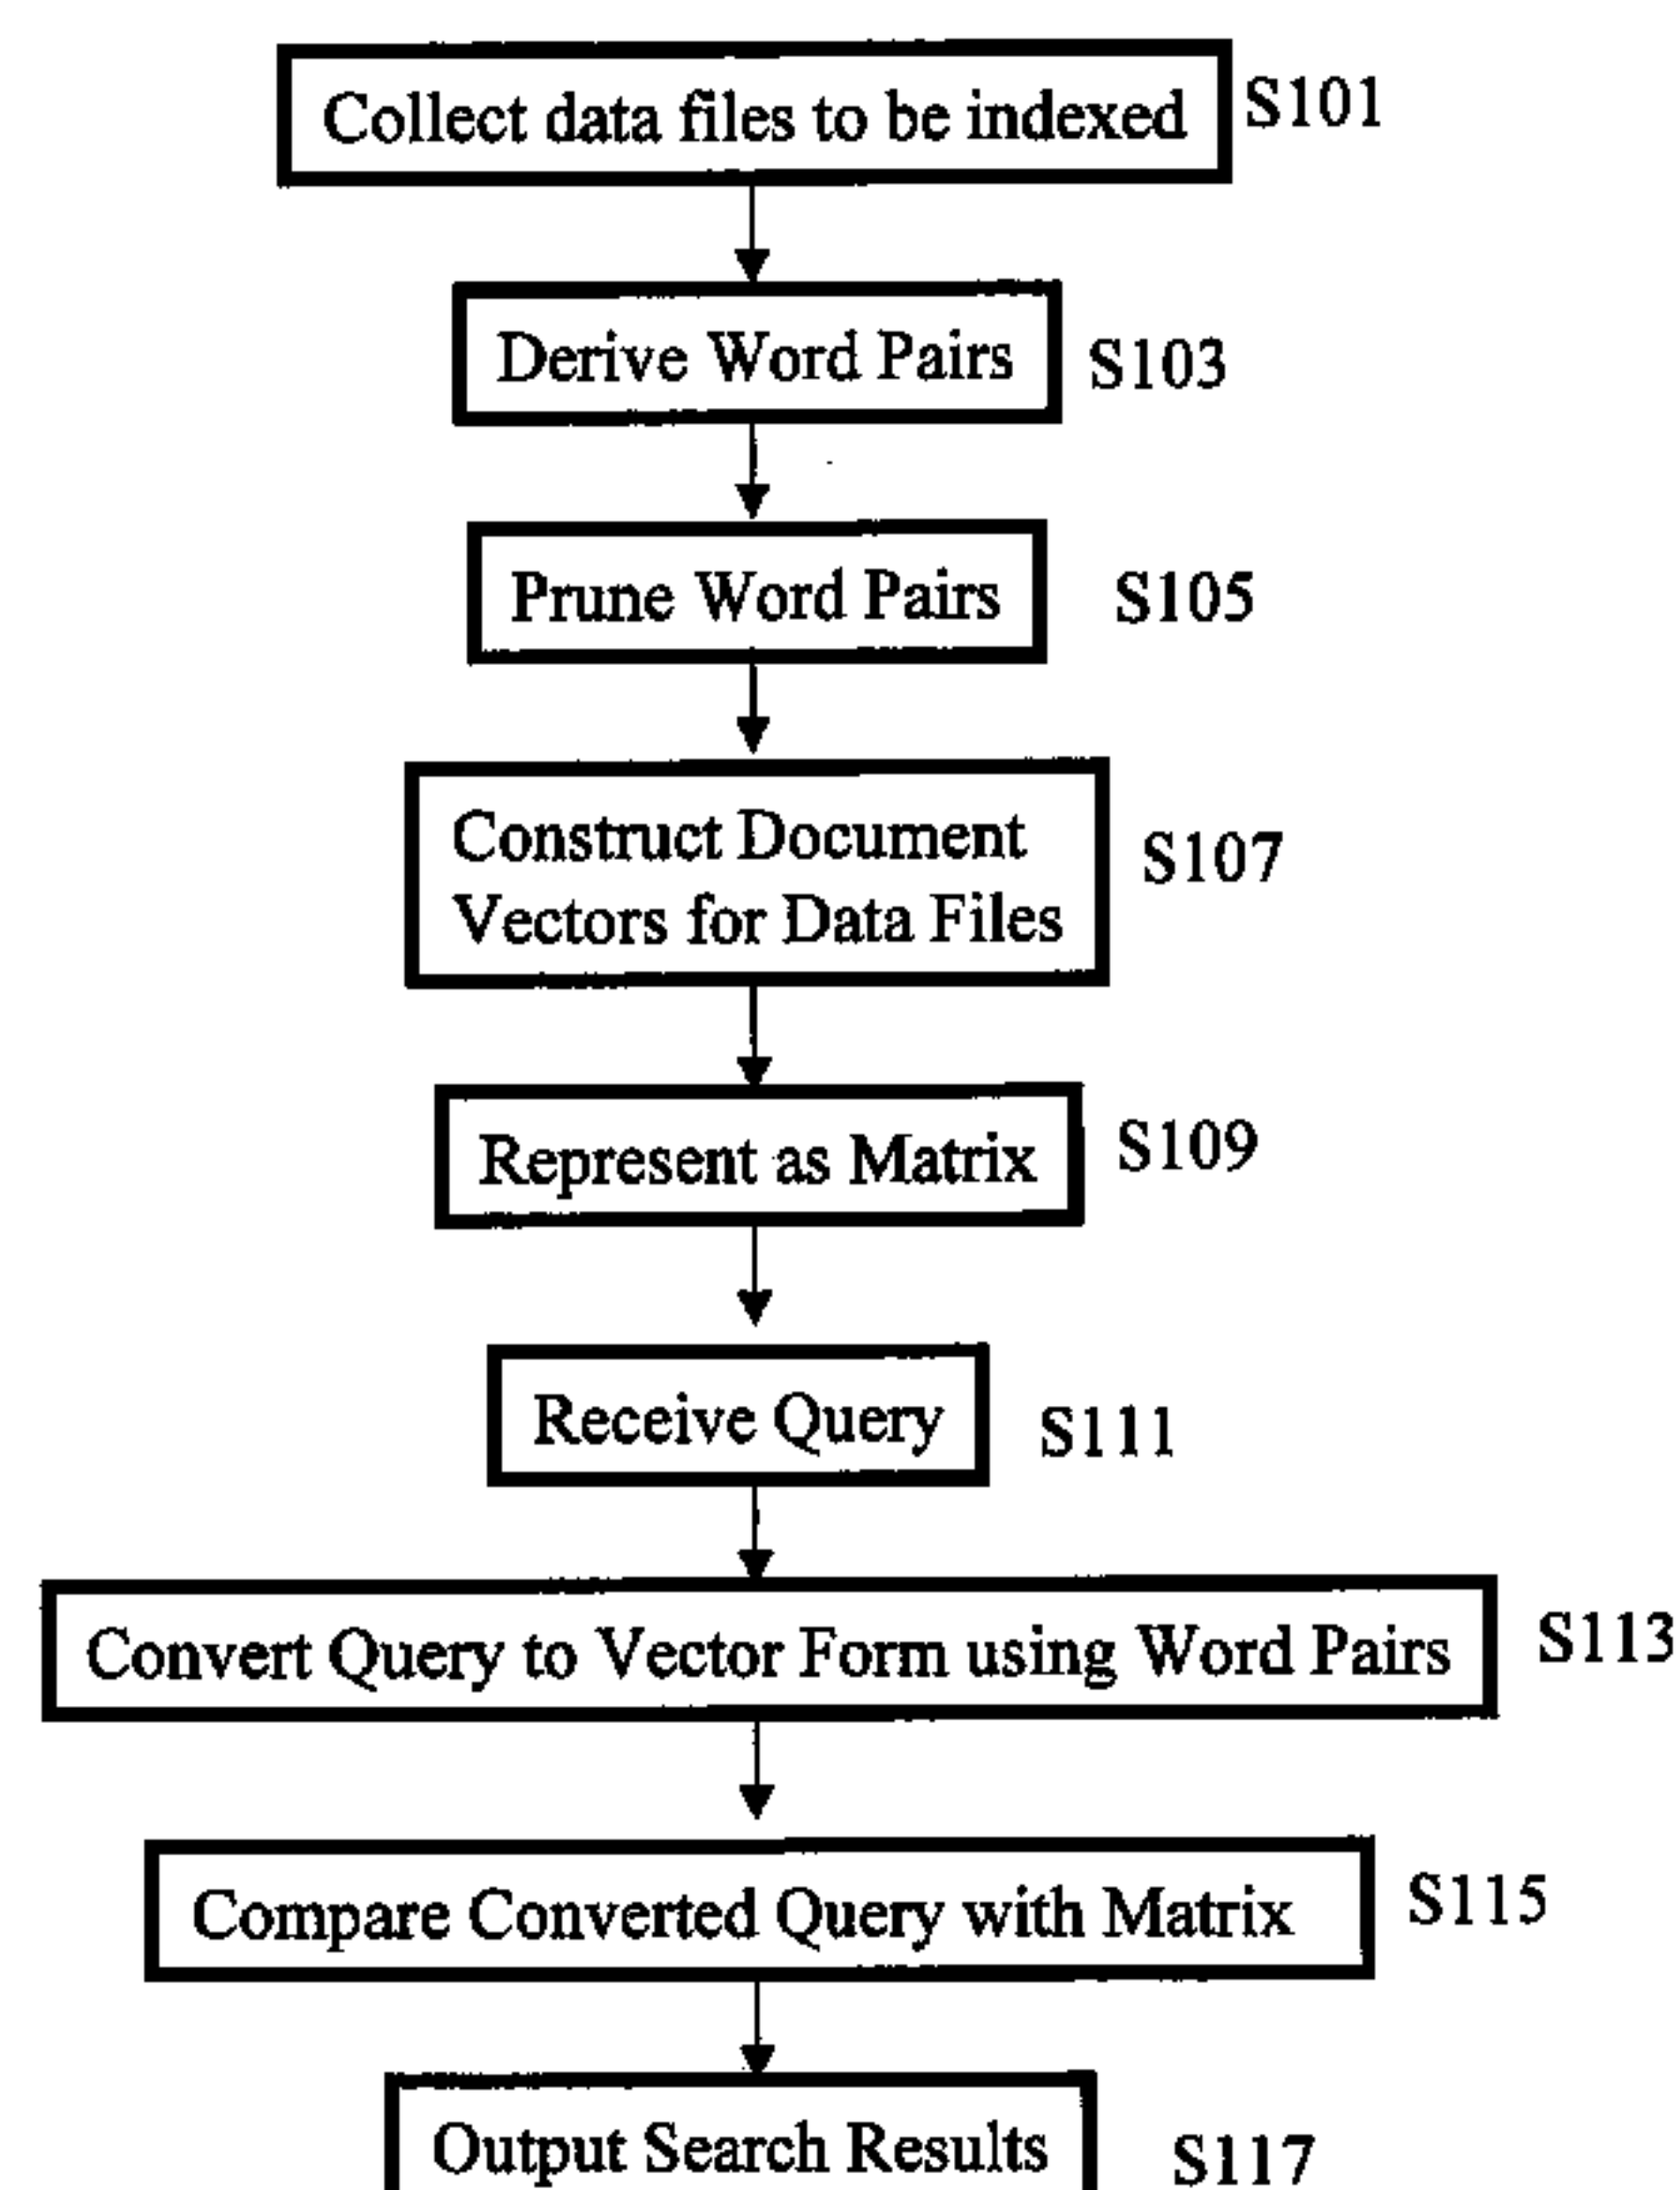 Collect data files to be indexed S101
Derive Word Pairs S103
Prune Word Pairs S105
Construct Document
Vectors for Data Files S107
Represent as Matrix S109
Receive Query S111
Convert Query to Vector Form using Word Pairs S113
Compare Converted Query with Matrix S115
Output Search Results S117